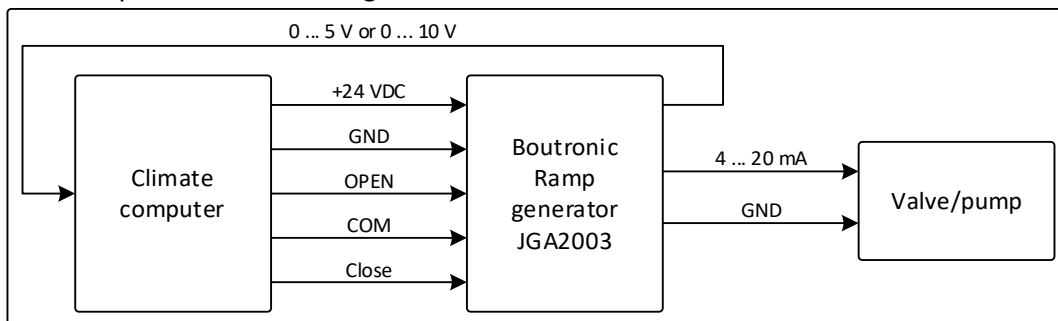 0 ... 5 V or 0 ... 10 V
Climate
computer
+24 VDC
GND
OPEN
COM
Close
Boutronic
Ramp
generator
JGA2003
4 ... 20 mA
GND
Valve/pump